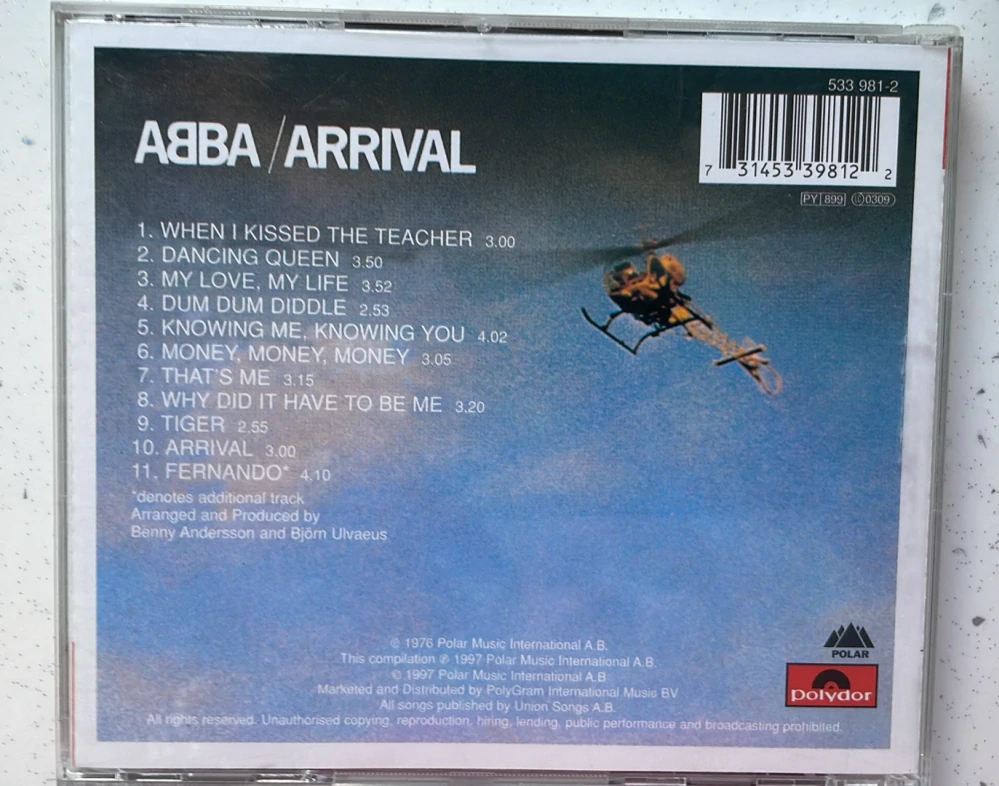 533 981-2
7 31453 39812 2
PY 899 LC 0309
ABBA / ARRIVAL
1. WHEN I KISSED THE TEACHER 3.00
2. DANCING QUEEN 3.50
3. MY LOVE, MY LIFE 3.52
4. DUM DUM DIDDLE 2.53
5. KNOWING ME, KNOWING YOU 4.02
6. MONEY, MONEY, MONEY 3.05
7. THAT'S ME 3.15
8. WHY DID IT HAVE TO BE ME 3.20
9. TIGER 2.55
10. ARRIVAL 3.00
11. FERNANDO* 4.10
*denotes additional track
Arranged and Produced by
Benny Andersson and Björn Ulvaeus
℗ 1976 Polar Music International A.B.
This compilation ℗ 1997 Polar Music International A.B.
© 1997 Polar Music International A.B
Marketed and Distributed by PolyGram International Music BV
All songs published by Union Songs A.B.
All rights reserved. Unauthorised copying, reproduction, hiring, lending, public performance and broadcasting prohibited.
POLAR
polydor